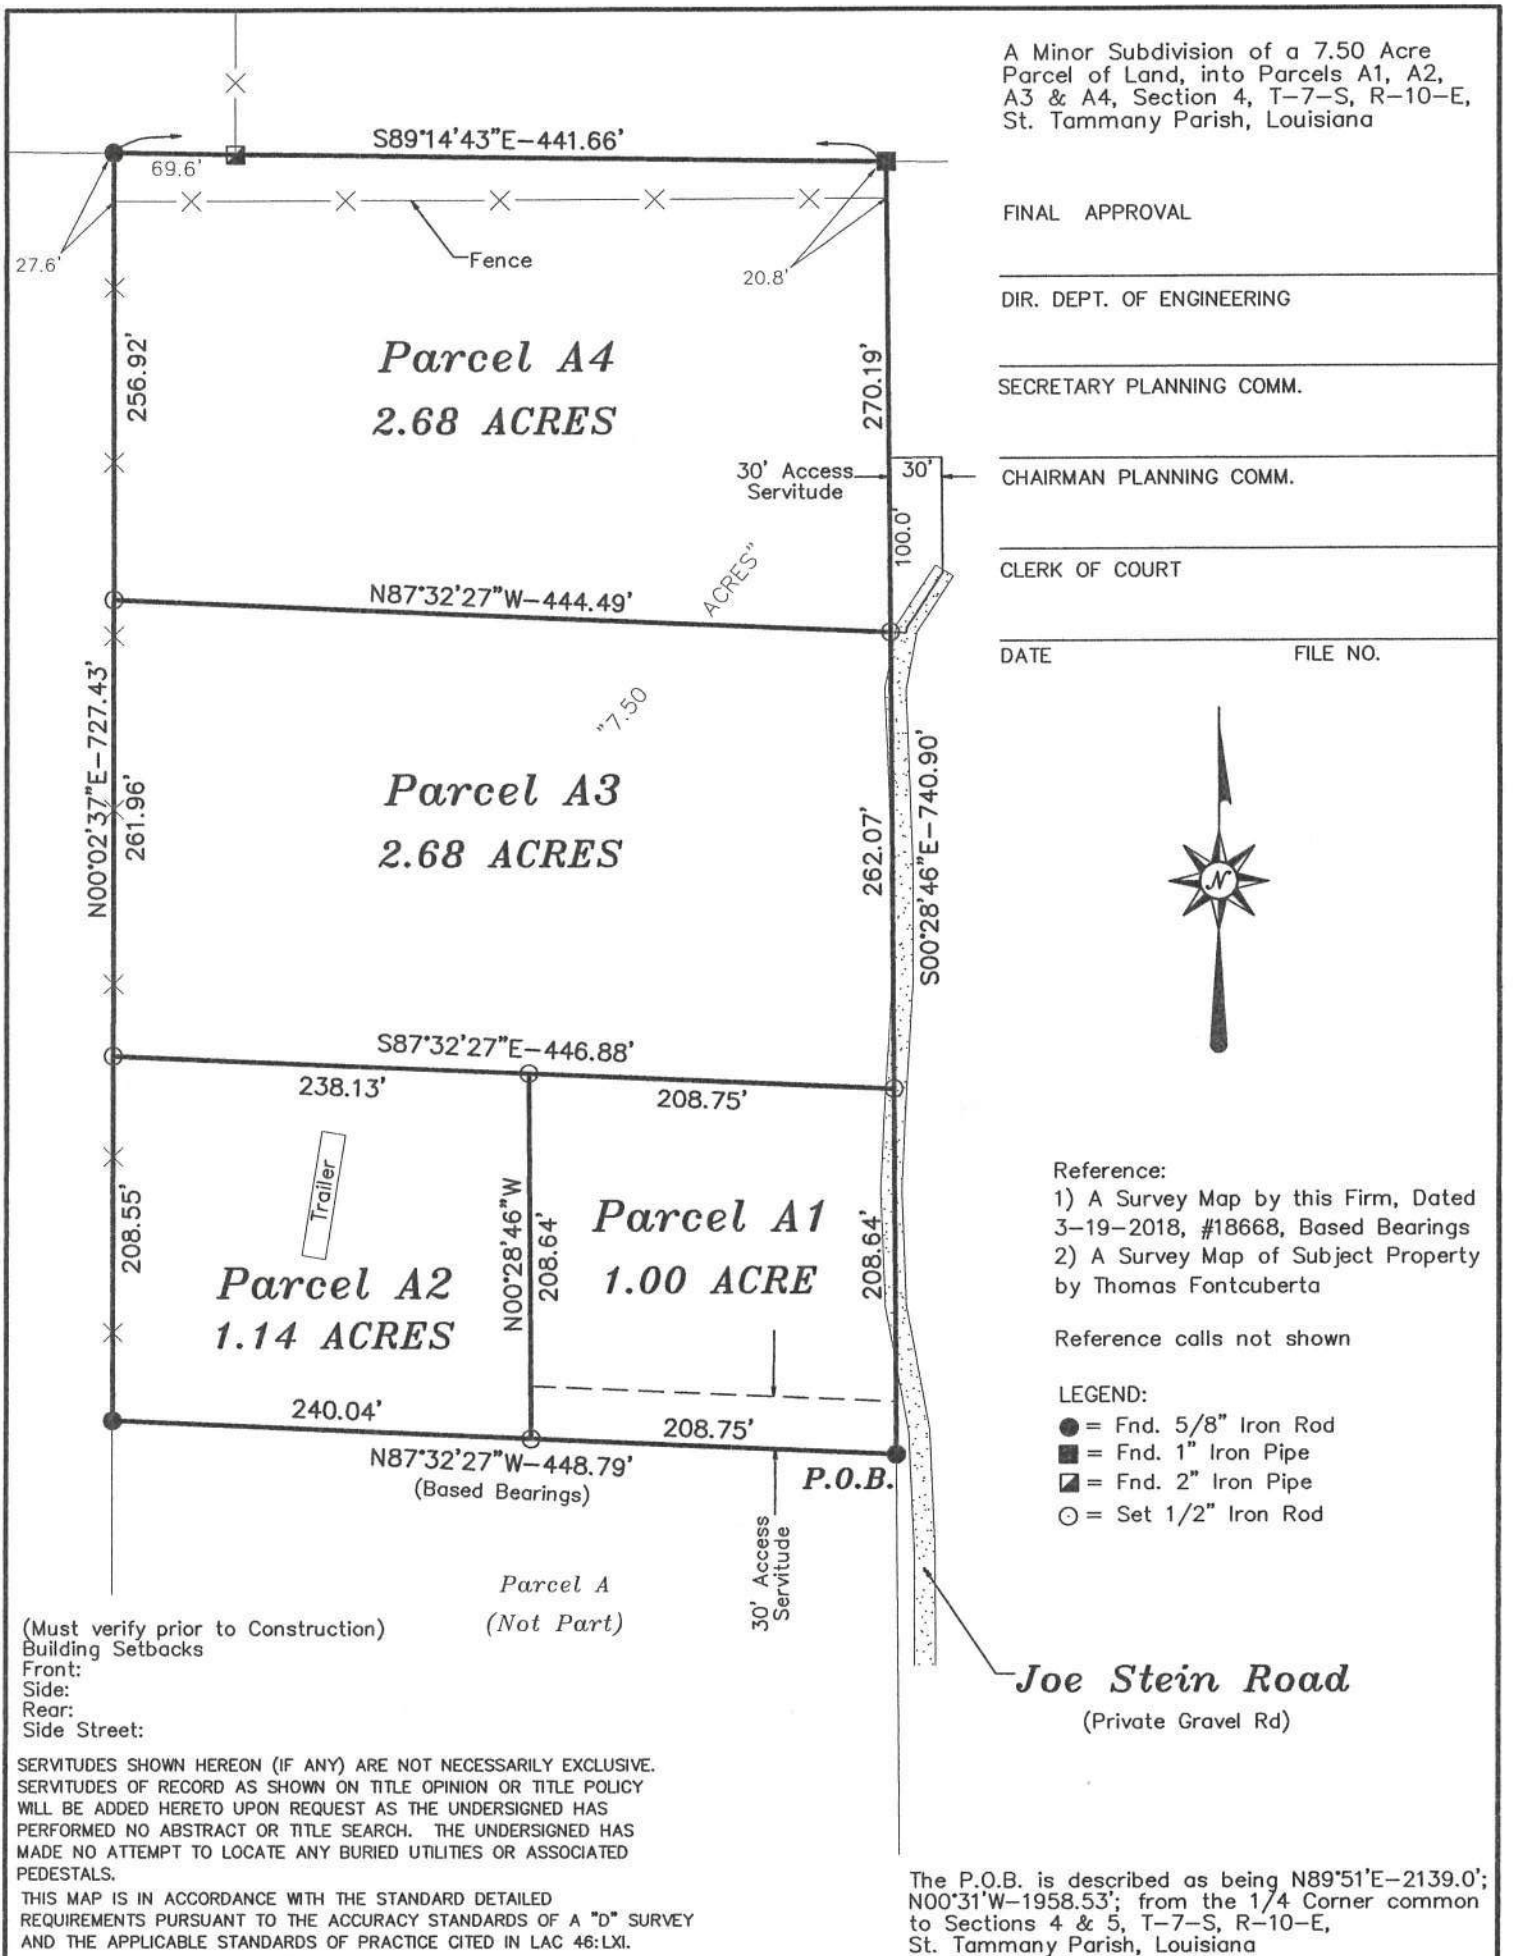 A Minor Subdivision of a 7.50 Acre
Parcel of Land, into Parcels A1, A2,
A3 & A4, Section 4, T-7-S, R-10-E,
St. Tammany Parish, Louisiana
FINAL APPROVAL
DIR. DEPT. OF ENGINEERING
SECRETARY PLANNING COMM.
CHAIRMAN PLANNING COMM.
CLERK OF COURT
DATE FILE NO.
S89°14'43"E-441.66'
69.6'
27.6'
Fence
20.8'
256.92'
Parcel A4
2.68 ACRES
270.19'
30' Access
Servitude
30'
100.0'
N87°32'27"W-444.49'
"7.50
ACRES"
N00°02'37"E-727.43'
261.96'
Parcel A3
2.68 ACRES
262.07'
S00°28'46"E-740.90'
N
S87°32'27"E-446.88'
238.13'
208.75'
208.55'
Trailer
Parcel A2
1.14 ACRES
N00°28'46"W
208.64'
Parcel A1
1.00 ACRE
208.64'
240.04'
208.75'
N87°32'27"W-448.79'
(Based Bearings)
P.O.B.
30' Access
Servitude
Parcel A
(Not Part)
Reference:
1) A Survey Map by this Firm, Dated
3-19-2018, #18668, Based Bearings
2) A Survey Map of Subject Property
by Thomas Fontcuberta
Reference calls not shown
LEGEND:
= Fnd. 5/8" Iron Rod
= Fnd. 1" Iron Pipe
= Fnd. 2" Iron Pipe
= Set 1/2" Iron Rod
Joe Stein Road
(Private Gravel Rd)
(Must verify prior to Construction)
Building Setbacks
Front:
Side:
Rear:
Side Street:
SERVITUDES SHOWN HEREON (IF ANY) ARE NOT NECESSARILY EXCLUSIVE.
SERVITUDES OF RECORD AS SHOWN ON TITLE OPINION OR TITLE POLICY
WILL BE ADDED HERETO UPON REQUEST AS THE UNDERSIGNED HAS
PERFORMED NO ABSTRACT OR TITLE SEARCH. THE UNDERSIGNED HAS
MADE NO ATTEMPT TO LOCATE ANY BURIED UTILITIES OR ASSOCIATED
PEDESTALS.
THIS MAP IS IN ACCORDANCE WITH THE STANDARD DETAILED
REQUIREMENTS PURSUANT TO THE ACCURACY STANDARDS OF A "D" SURVEY
AND THE APPLICABLE STANDARDS OF PRACTICE CITED IN LAC 46:LXI.
The P.O.B. is described as being N89°51'E-2139.0';
N00°31'W-1958.53'; from the 1/4 Corner common
to Sections 4 & 5, T-7-S, R-10-E,
St. Tammany Parish, Louisiana